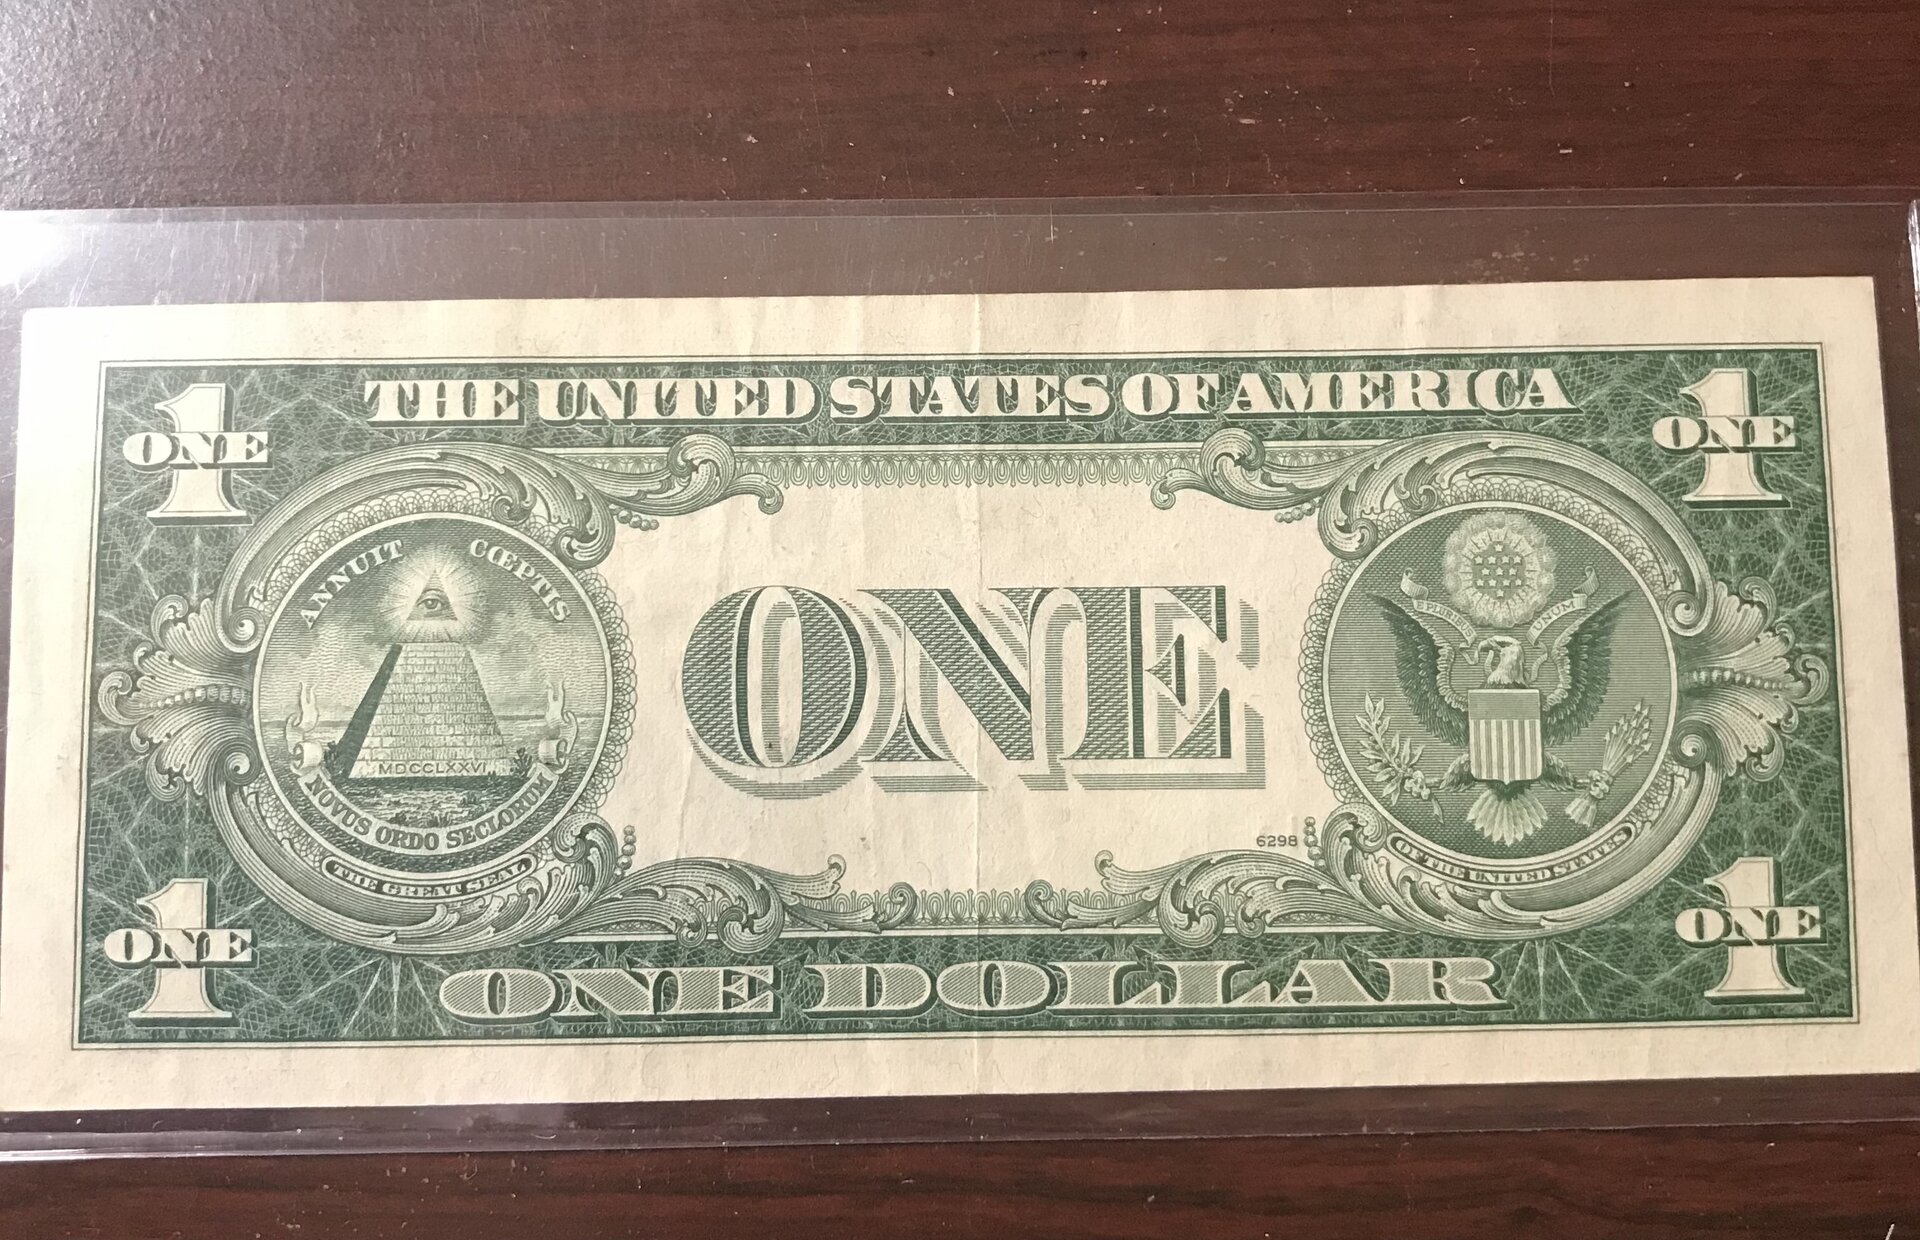 THE UNITED STATES OF AMERICA
1 ONE
1 ONE
ANNUIT CŒPTIS
E PLURIBUS UNUM
ONE
MDCCLXXVI
NOVUS ORDO SECLORUM
6298
THE GREAT SEAL
OF THE UNITED STATES
1 ONE
1 ONE
ONE DOLLAR